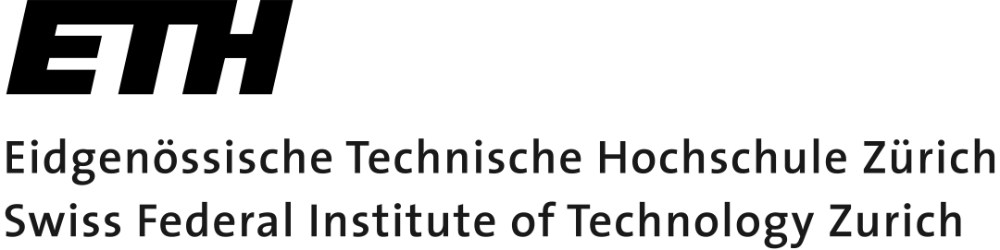 ETH
Eidgenössische Technische Hochschule Zürich
Swiss Federal Institute of Technology Zurich